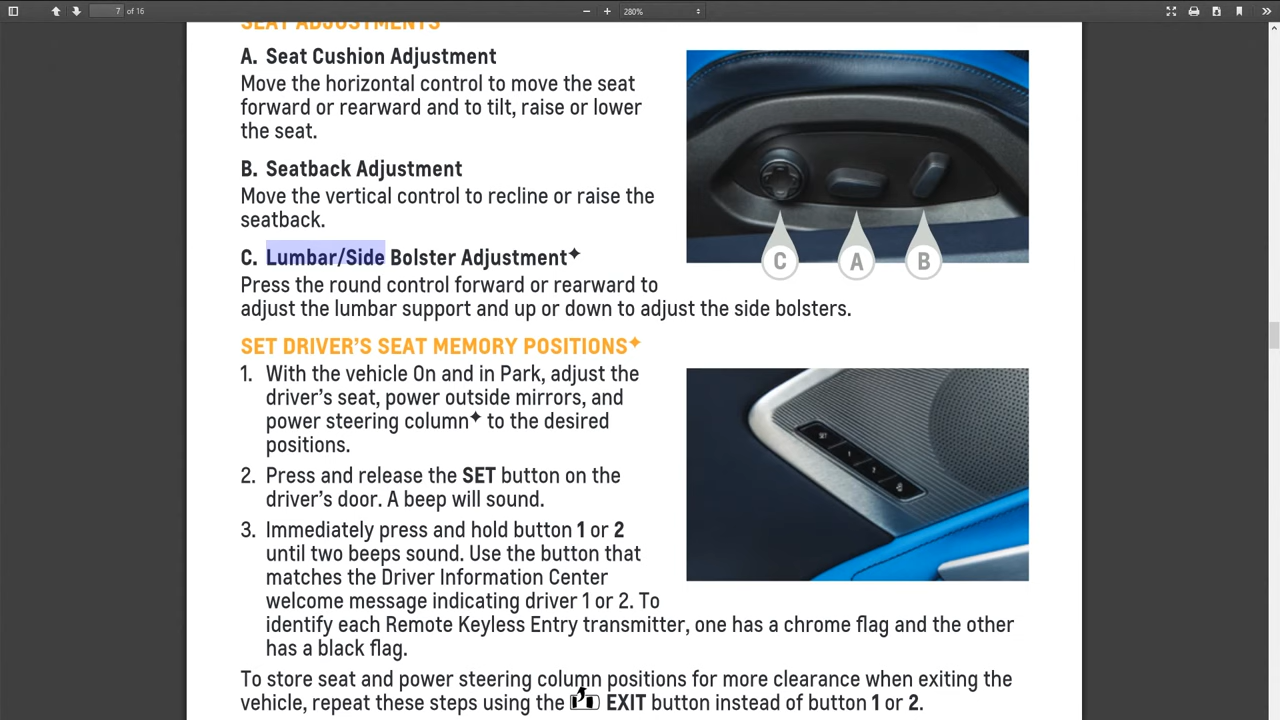 7 of 16 280%
SEAT ADJUSTMENTS
A. Seat Cushion Adjustment
Move the horizontal control to move the seat
forward or rearward and to tilt, raise or lower
the seat.
B. Seatback Adjustment
Move the vertical control to recline or raise the
seatback.
C. Lumbar/Side Bolster Adjustment✦
Press the round control forward or rearward to
adjust the lumbar support and up or down to adjust the side bolsters.
C A B
SET DRIVER'S SEAT MEMORY POSITIONS✦
1. With the vehicle On and in Park, adjust the
driver's seat, power outside mirrors, and
power steering column✦ to the desired
positions.
2. Press and release the SET button on the
driver's door. A beep will sound.
3. Immediately press and hold button 1 or 2
until two beeps sound. Use the button that
matches the Driver Information Center
welcome message indicating driver 1 or 2. To
identify each Remote Keyless Entry transmitter, one has a chrome flag and the other
has a black flag.
To store seat and power steering column positions for more clearance when exiting the
vehicle, repeat these steps using the EXIT button instead of button 1 or 2.